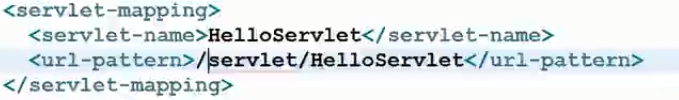 <servlet-mapping>
<servlet-name>HelloServlet</servlet-name>
<url-pattern>/servlet/HelloServlet</url-pattern>
</servlet-mapping>